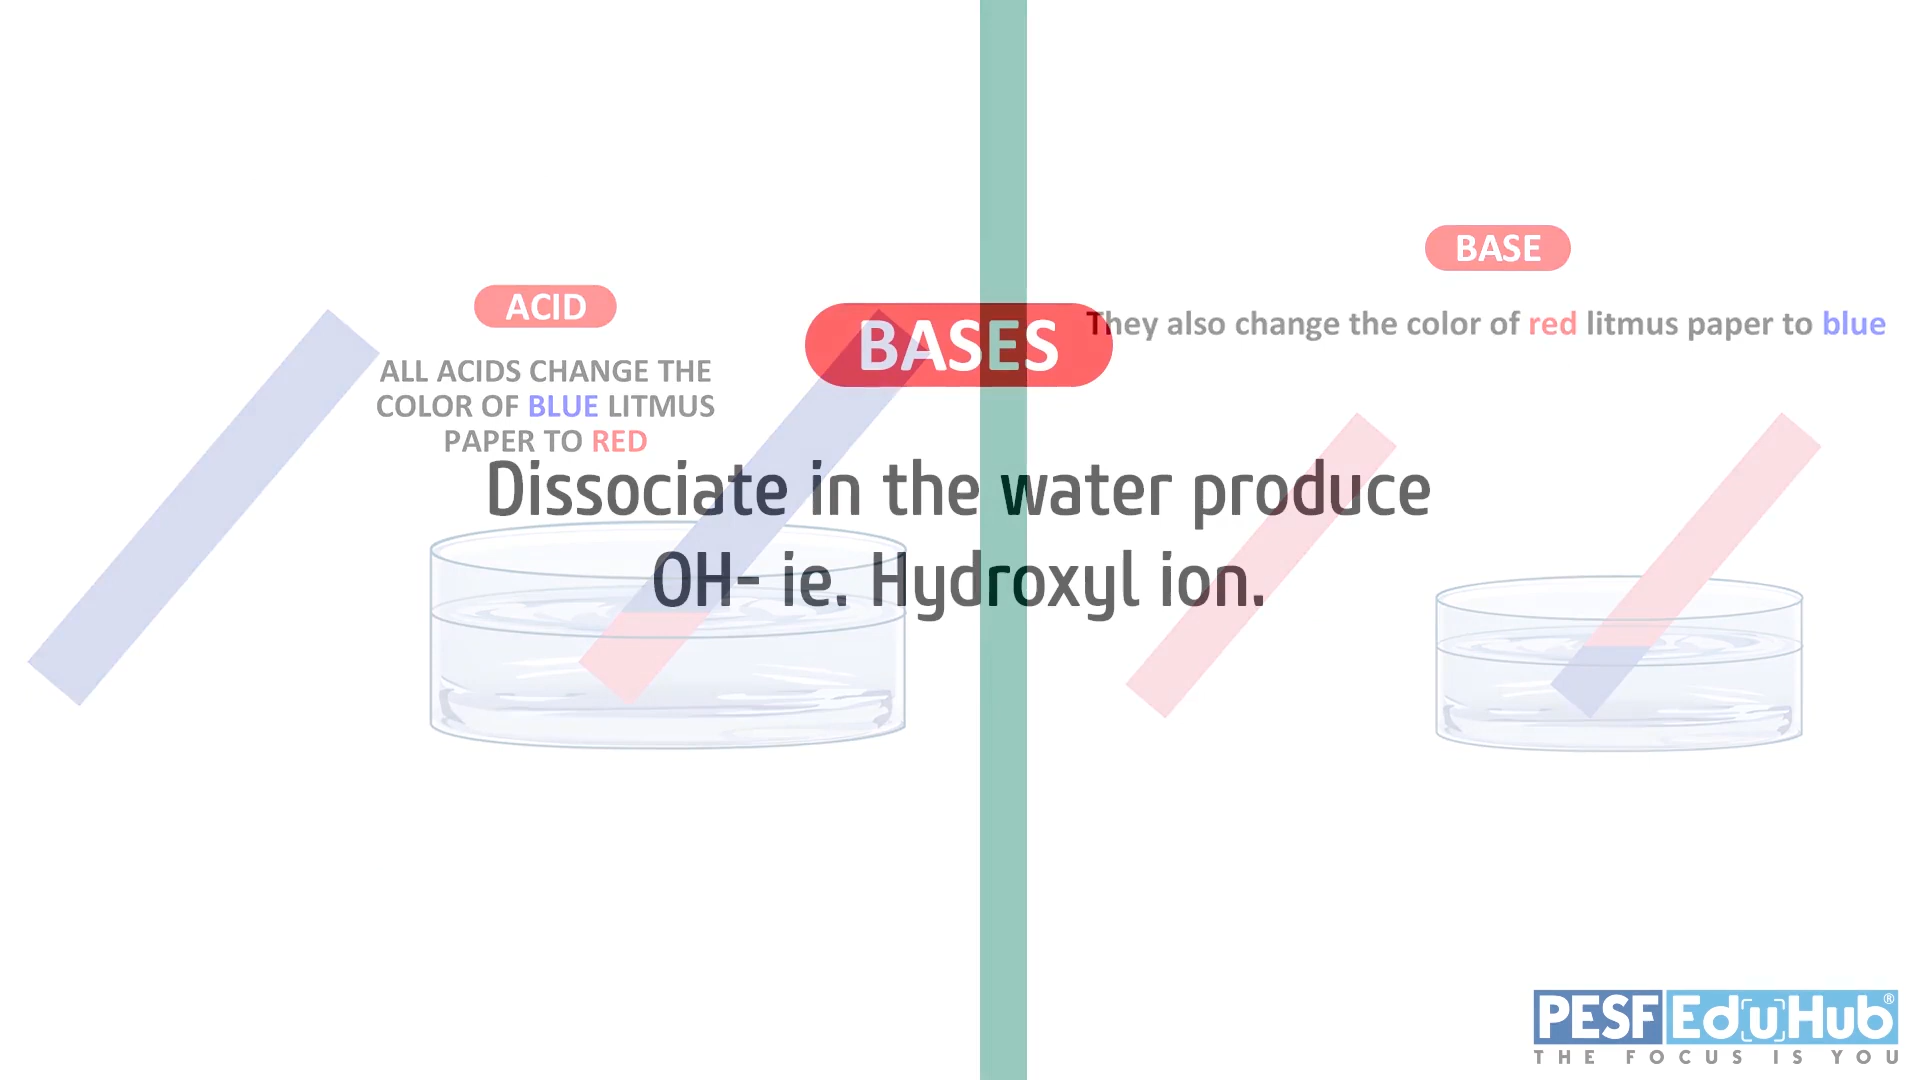 ACID
ALL ACIDS CHANGE THE
COLOR OF BLUE LITMUS
PAPER TO RED
BASES
Dissociate in the water produce
OH- ie. Hydroxyl ion.
BASE
They also change the color of red litmus paper to blue
PESF EduHub®
THE FOCUS IS YOU